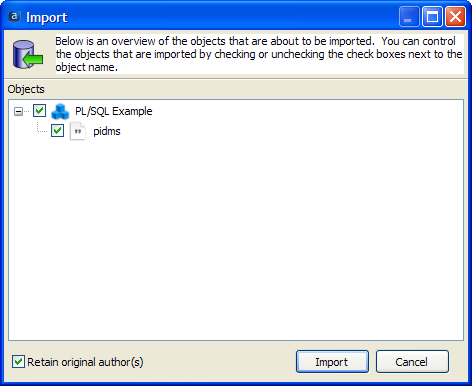 Import
Below is an overview of the objects that are about to be imported. You can control
the objects that are imported by checking or unchecking the check boxes next to the
object name.
Objects
PL/SQL Example
pidms
Retain original author(s)
Import
Cancel